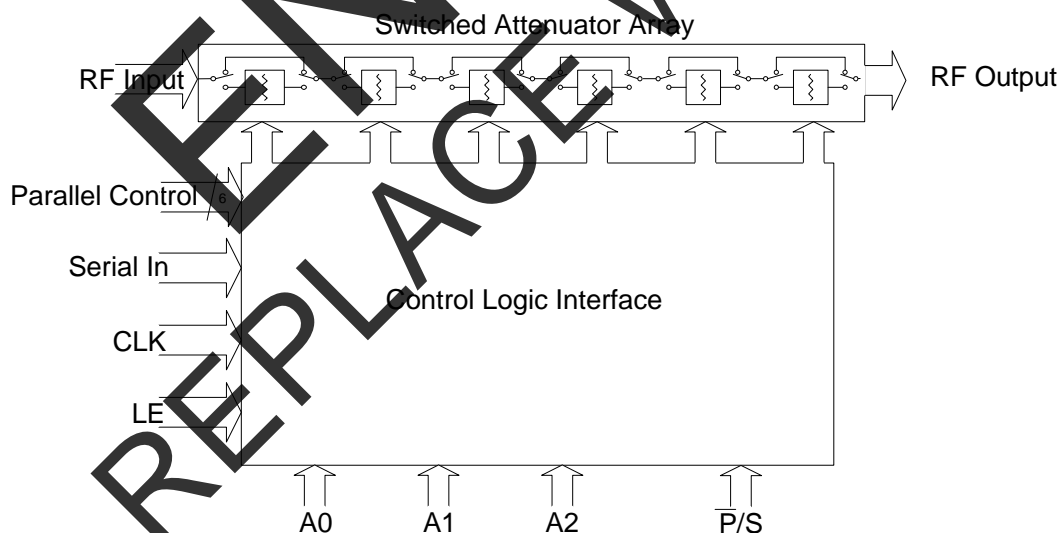 Switched Attenuator Array
RF Input
RF Output
Parallel Control
6
Serial In
Control Logic Interface
CLK
LE
A0 A1 A2 P̅/S
REPLACE